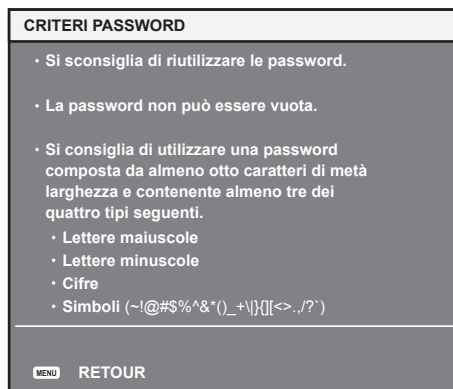 CRITERI PASSWORD
• Si sconsiglia di riutilizzare le password.
• La password non può essere vuota.
• Si consiglia di utilizzare una password
composta da almeno otto caratteri di metà
larghezza e contenente almeno tre dei
quattro tipi seguenti.
• Lettere maiuscole
• Lettere minuscole
• Cifre
• Simboli (~!@#$%^&*()_+\|}{][<>.,/?`)
MENU RETOUR